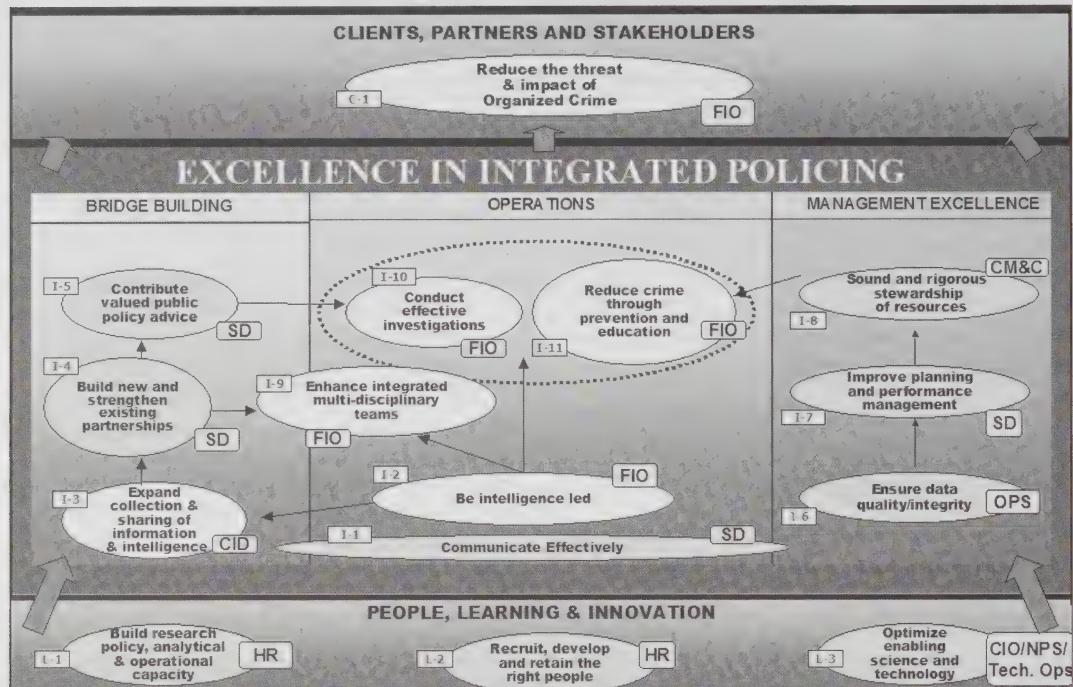 CLIENTS, PARTNERS AND STAKEHOLDERS
Reduce the threat
& impact of
Organized Crime
C-1
FIO
EXCELLENCE IN INTEGRATED POLICING
BRIDGE BUILDING
OPERATIONS
MANAGEMENT EXCELLENCE
I-5
Contribute
valued public
policy advice
SD
I-4
Build new and
strengthen
existing
partnerships
SD
I-3
Expand
collection &
sharing of
information
& intelligence
CID
I-10
Conduct
effective
investigations
FIO
Reduce crime
through
prevention and
education
I-11
FIO
I-9
Enhance integrated
multi-disciplinary
teams
FIO
I-2
FIO
Be intelligence led
I-1
SD
Communicate Effectively
CM&C
Sound and rigorous
stewardship
of resources
I-8
Improve planning
and performance
management
I-7
SD
Ensure data
quality/integrity
I-6
OPS
PEOPLE, LEARNING & INNOVATION
Build research
policy, analytical
& operational
capacity
L-1
HR
Recruit, develop
and retain the
right people
L-2
HR
Optimize
enabling
science and
technology
L-3
CIO/NPS/
Tech. Ops